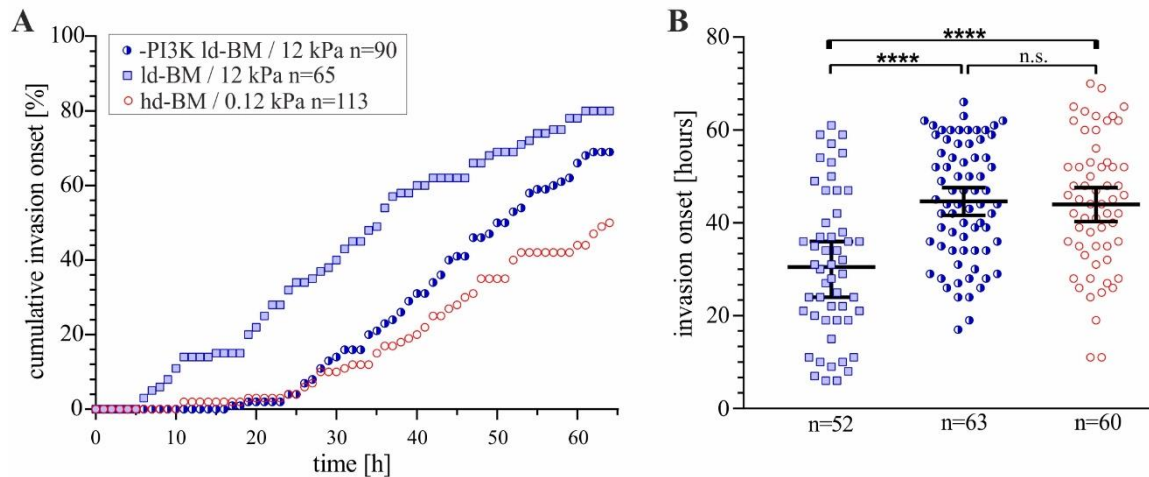 A
100
80
60
40
20
0
cumulative invasion onset [%]
-PI3K ld-BM / 12 kPa n=90
ld-BM / 12 kPa n=65
hd-BM / 0.12 kPa n=113
0 10 20 30 40 50 60
time [h]
B
80
60
40
20
0
invasion onset [hours]
****
**** n.s.
n=52 n=63 n=60